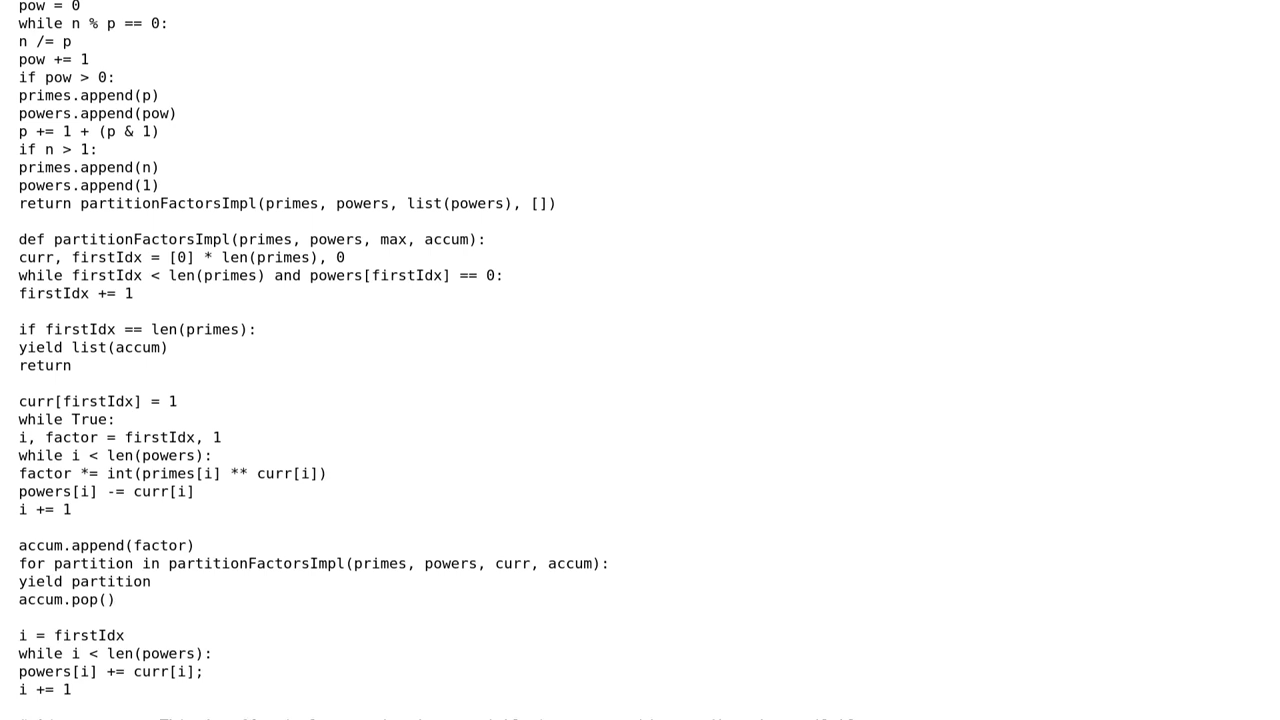 pow = 0
while n % p == 0:
n /= p
pow += 1
if pow > 0:
primes.append(p)
powers.append(pow)
p += 1 + (p & 1)
if n > 1:
primes.append(n)
powers.append(1)
return partitionFactorsImpl(primes, powers, list(powers), [])

def partitionFactorsImpl(primes, powers, max, accum):
curr, firstIdx = [0] * len(primes), 0
while firstIdx < len(primes) and powers[firstIdx] == 0:
firstIdx += 1

if firstIdx == len(primes):
yield list(accum)
return

curr[firstIdx] = 1
while True:
i, factor = firstIdx, 1
while i < len(powers):
factor *= int(primes[i] ** curr[i])
powers[i] -= curr[i]
i += 1

accum.append(factor)
for partition in partitionFactorsImpl(primes, powers, curr, accum):
yield partition
accum.pop()

i = firstIdx
while i < len(powers):
powers[i] += curr[i];
i += 1